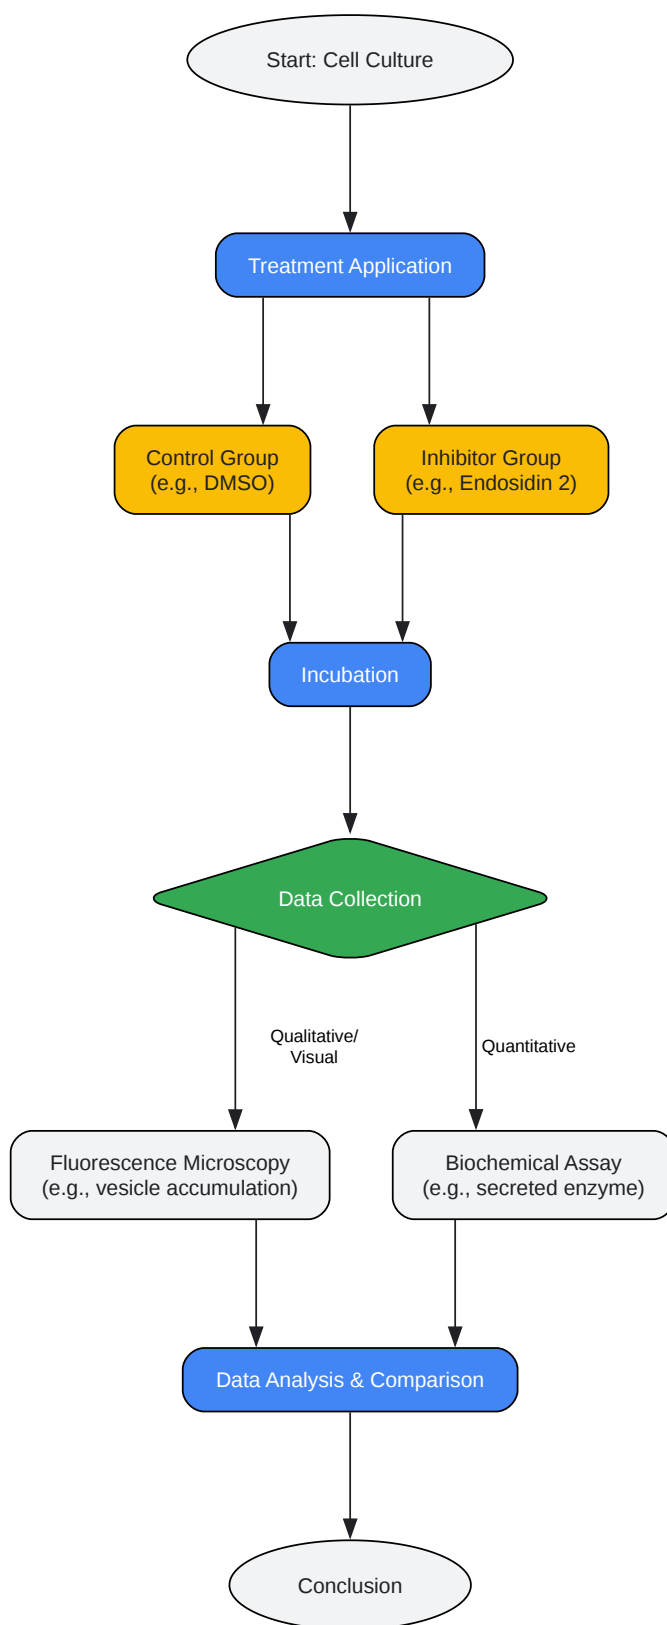 Start: Cell Culture
Treatment Application
Control Group
(e.g., DMSO)
Inhibitor Group
(e.g., Endosidin 2)
Incubation
Data Collection
Qualitative/
Visual
Quantitative
Fluorescence Microscopy
(e.g., vesicle accumulation)
Biochemical Assay
(e.g., secreted enzyme)
Data Analysis & Comparison
Conclusion